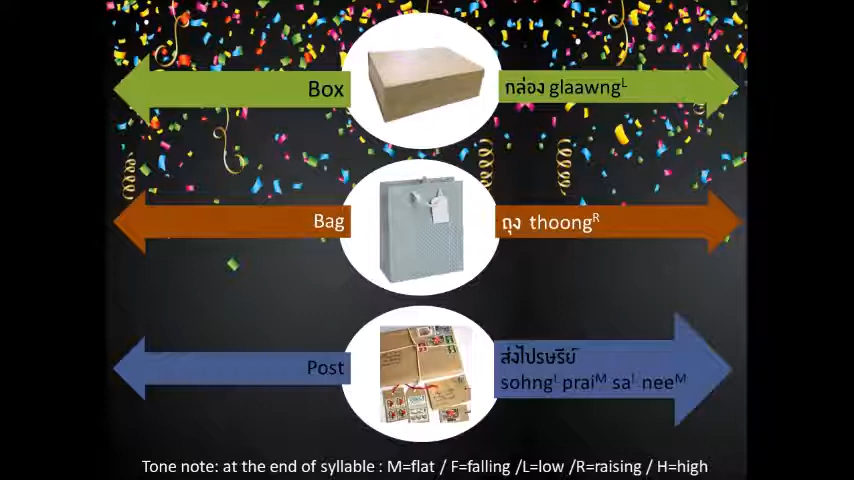 Box
กล่อง glaawngᴸ
Bag
ถุง thoongᴿ
Post
ส่งไปรษรีย์
sohngᴸ praiᴹ saᴸ neeᴹ
Tone note: at the end of syllable : M=flat / F=falling /L=low /R=raising / H=high